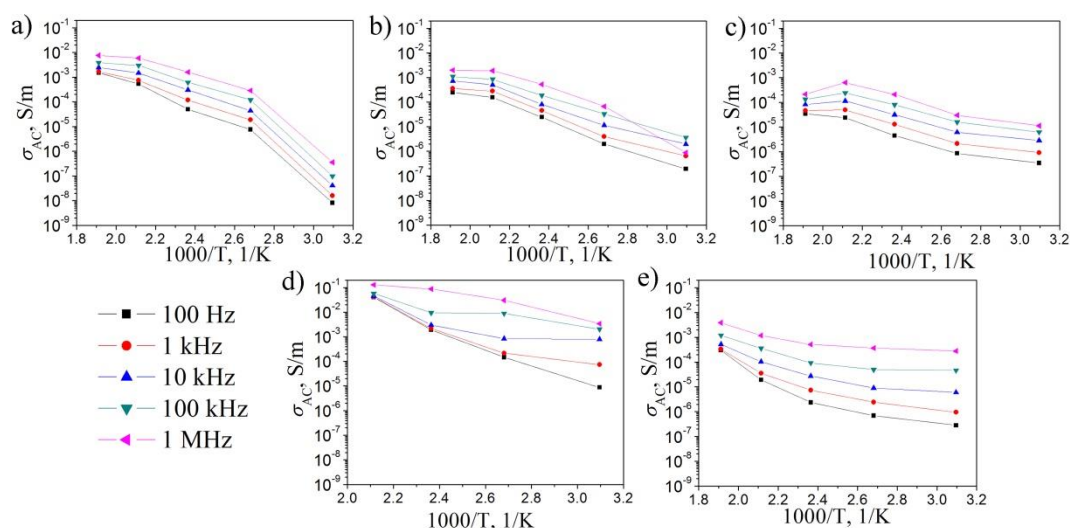 a)
σAC, S/m
10⁻¹
10⁻²
10⁻³
10⁻⁴
10⁻⁵
10⁻⁶
10⁻⁷
10⁻⁸
10⁻⁹
1.8 2.0 2.2 2.4 2.6 2.8 3.0 3.2
1000/T, 1/K
b)
σAC, S/m
10⁻¹
10⁻²
10⁻³
10⁻⁴
10⁻⁵
10⁻⁶
10⁻⁷
10⁻⁸
10⁻⁹
1.8 2.0 2.2 2.4 2.6 2.8 3.0 3.2
1000/T, 1/K
c)
σAC, S/m
10⁻¹
10⁻²
10⁻³
10⁻⁴
10⁻⁵
10⁻⁶
10⁻⁷
10⁻⁸
10⁻⁹
1.8 2.0 2.2 2.4 2.6 2.8 3.0 3.2
1000/T, 1/K
100 Hz
1 kHz
10 kHz
100 kHz
1 MHz
d)
σAC, S/m
10⁻¹
10⁻²
10⁻³
10⁻⁴
10⁻⁵
10⁻⁶
10⁻⁷
10⁻⁸
10⁻⁹
2.0 2.2 2.4 2.6 2.8 3.0 3.2
1000/T, 1/K
e)
σAC, S/m
10⁻¹
10⁻²
10⁻³
10⁻⁴
10⁻⁵
10⁻⁶
10⁻⁷
10⁻⁸
10⁻⁹
1.8 2.0 2.2 2.4 2.6 2.8 3.0 3.2
1000/T, 1/K